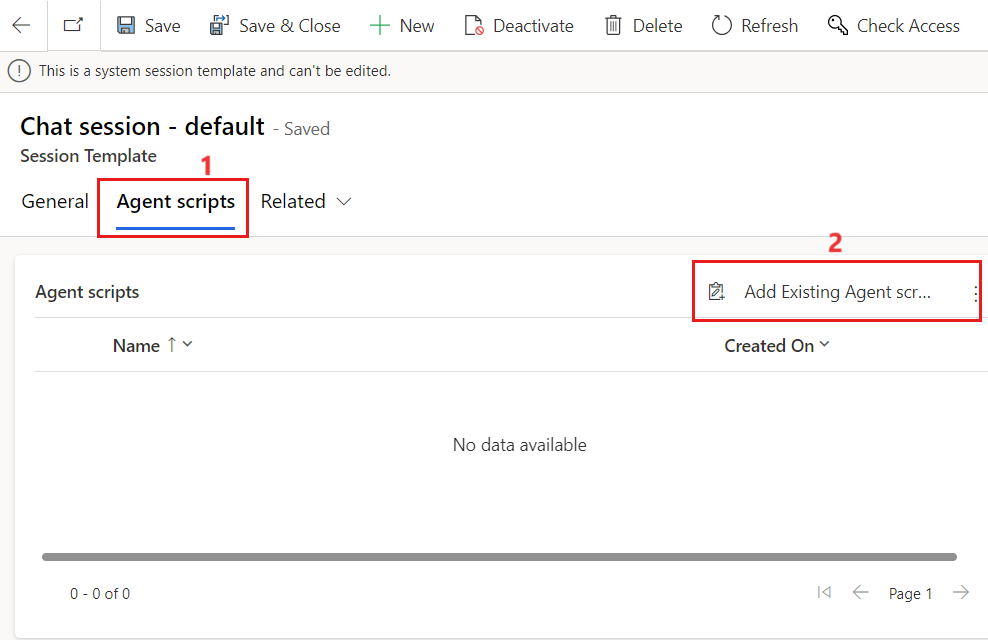 Save Save & Close New Deactivate Delete Refresh Check Access
This is a system session template and can't be edited.
Chat session - default - Saved
Session Template
1
General Agent scripts Related
2
Agent scripts Add Existing Agent scr...
Name Created On
No data available
0 - 0 of 0 Page 1